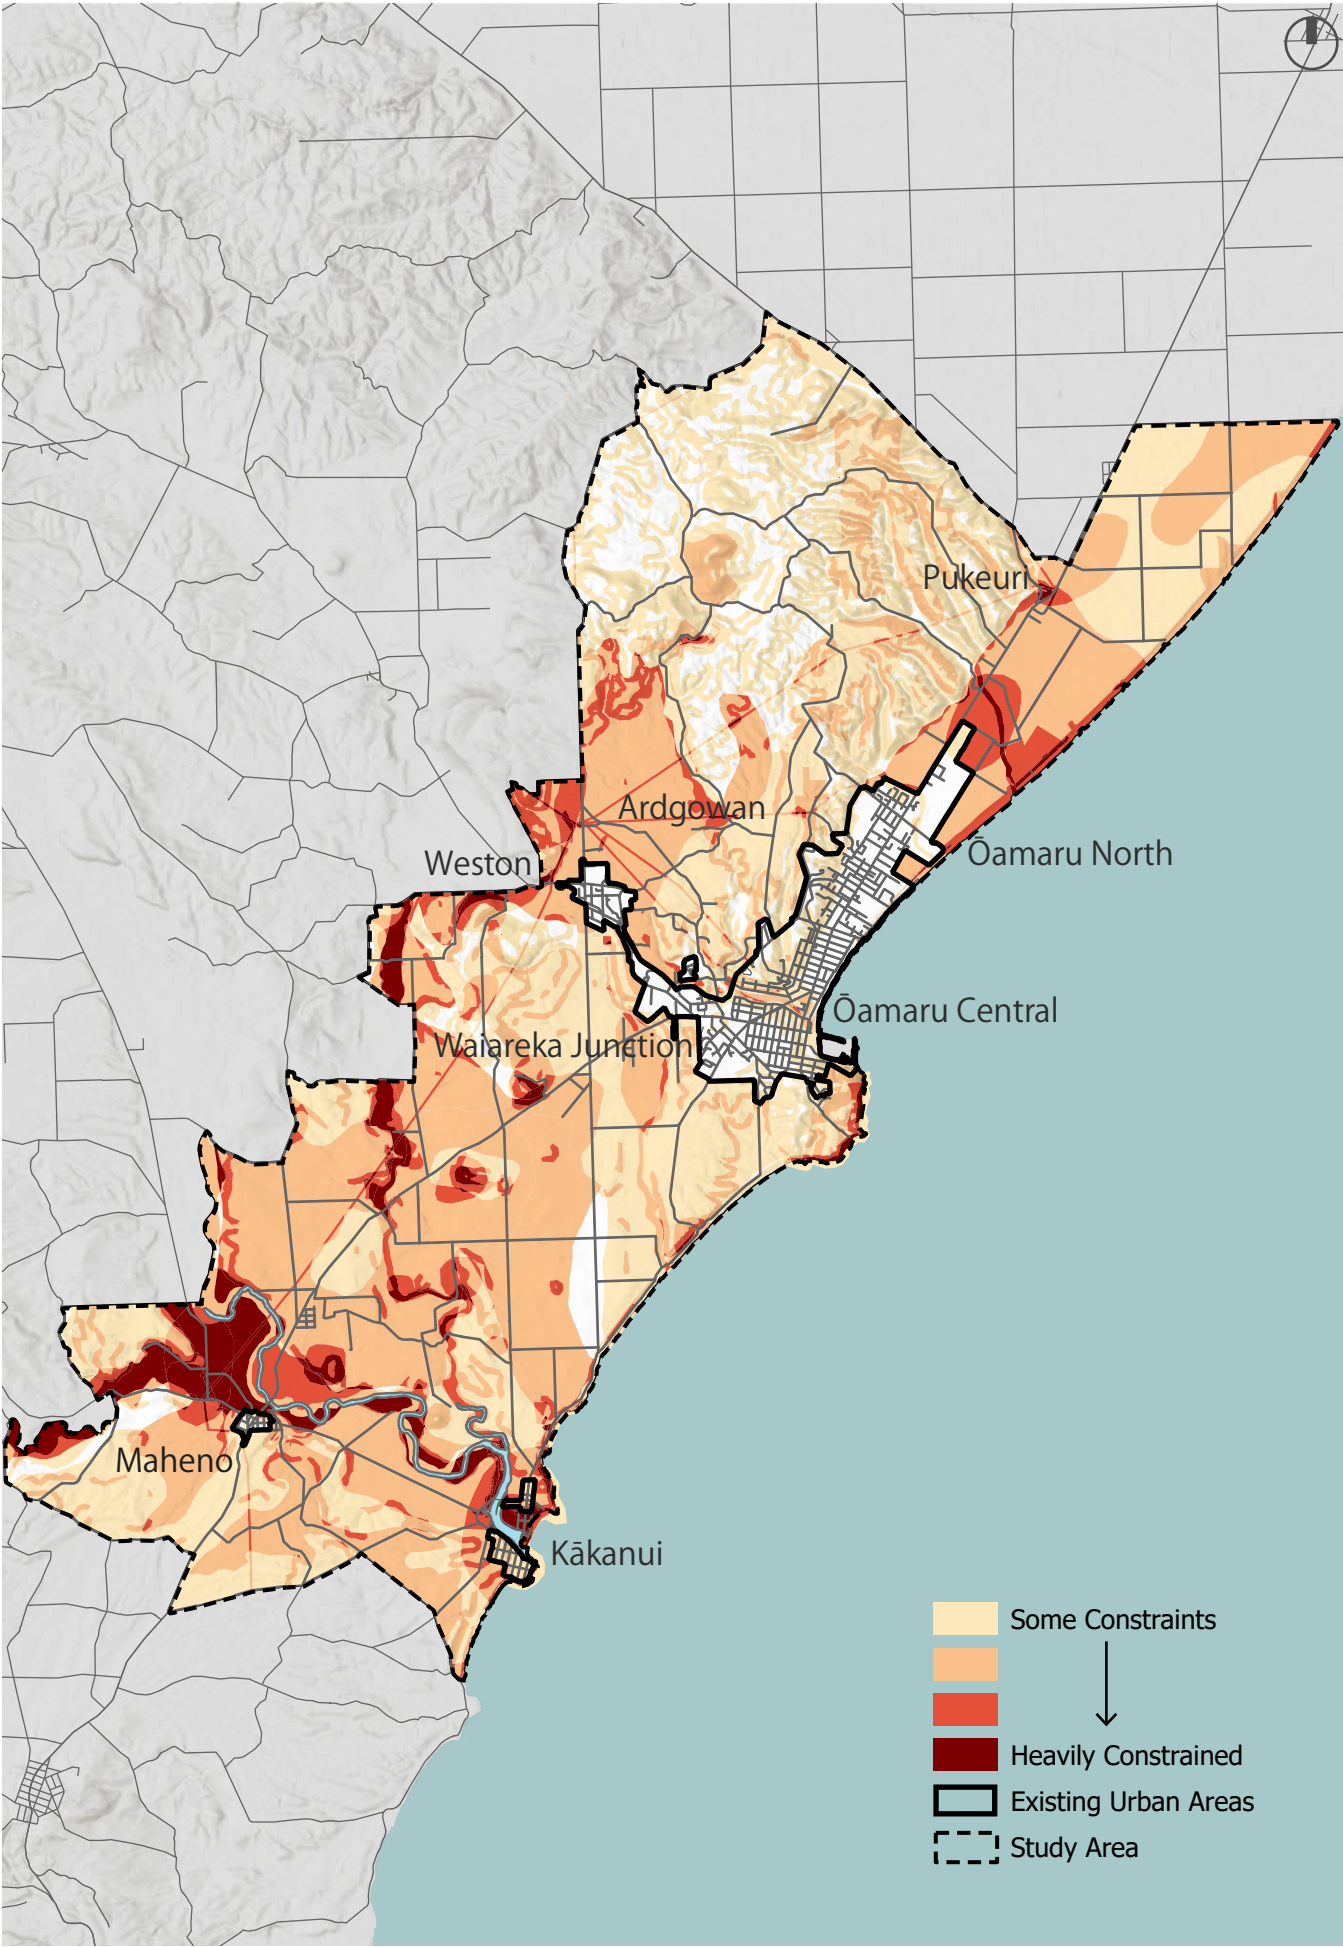 Pukeuri
Ardgowan
Weston
Ōamaru North
Ōamaru Central
Waiareka Junction
Maheno
Kākanui
Some Constraints
Heavily Constrained
Existing Urban Areas
Study Area